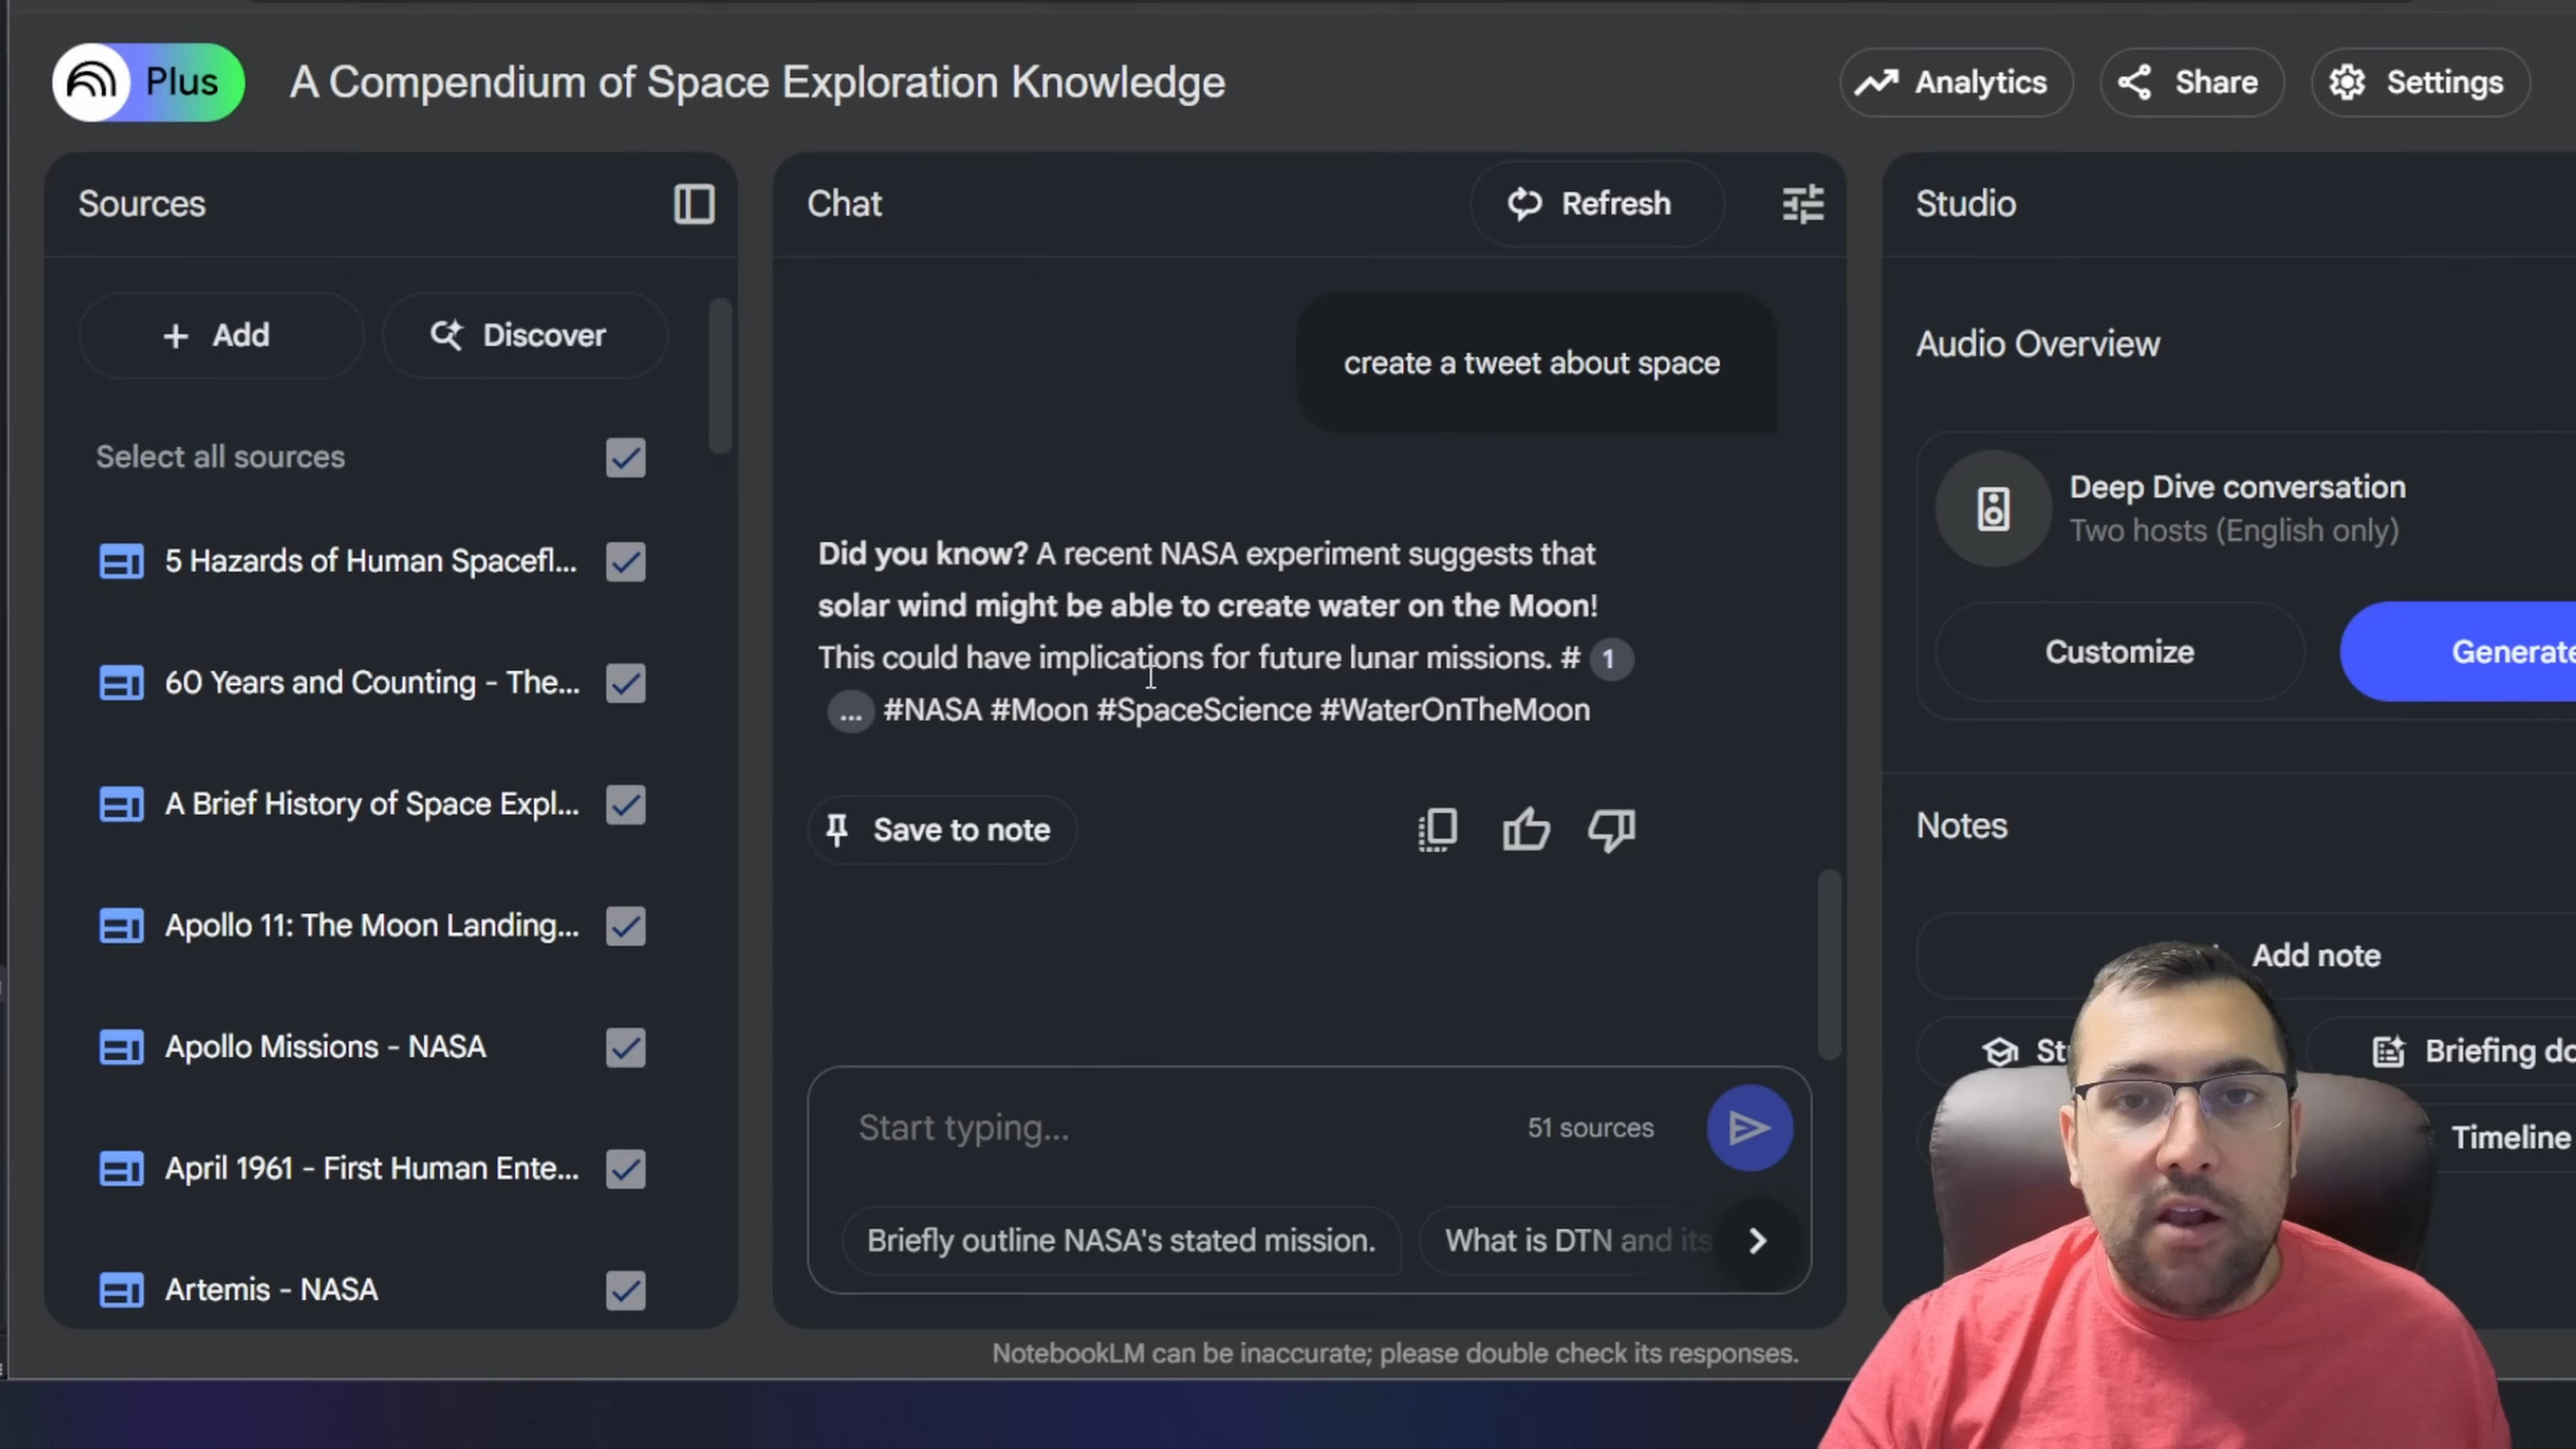 Plus
A Compendium of Space Exploration Knowledge
Analytics
Share
Settings
Sources
Add
Discover
Select all sources
5 Hazards of Human Spacefl...
60 Years and Counting - The...
A Brief History of Space Expl...
Apollo 11: The Moon Landing...
Apollo Missions - NASA
April 1961 - First Human Ente...
Artemis - NASA
Chat
Refresh
create a tweet about space
Did you know? A recent NASA experiment suggests that
solar wind might be able to create water on the Moon!
This could have implications for future lunar missions. # 1
... #NASA #Moon #SpaceScience #WaterOnTheMoon
Save to note
Start typing...
51 sources
Briefly outline NASA's stated mission.
What is DTN and its
NotebookLM can be inaccurate; please double check its responses.
Studio
Audio Overview
Deep Dive conversation
Two hosts (English only)
Customize
Generate
Notes
Add note
Briefing do
Timeline